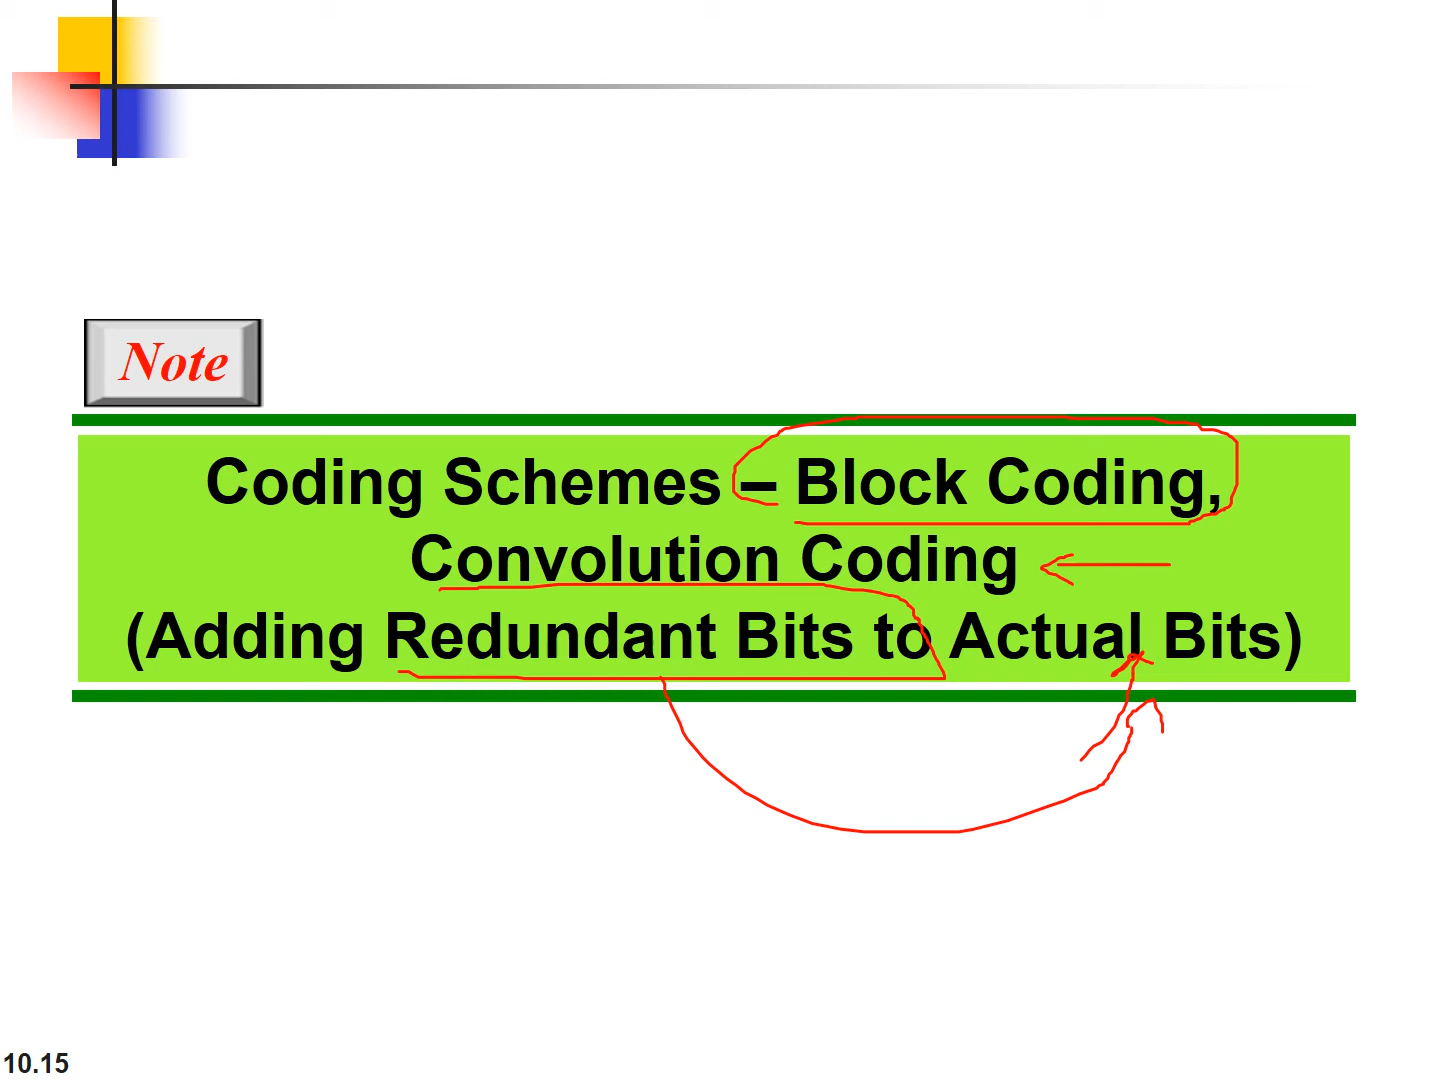 Note
Coding Schemes – Block Coding,
Convolution Coding
(Adding Redundant Bits to Actual Bits)
10.15